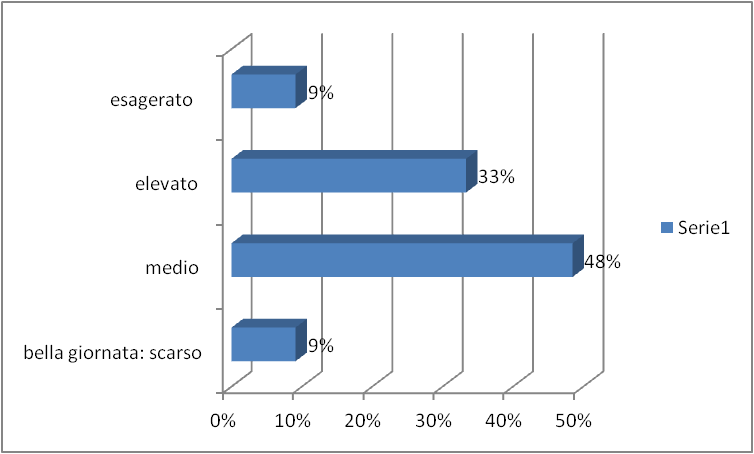 esagerato 9%
elevato 33%
Serie1
medio 48%
bella giornata: scarso 9%
0% 10% 20% 30% 40% 50%